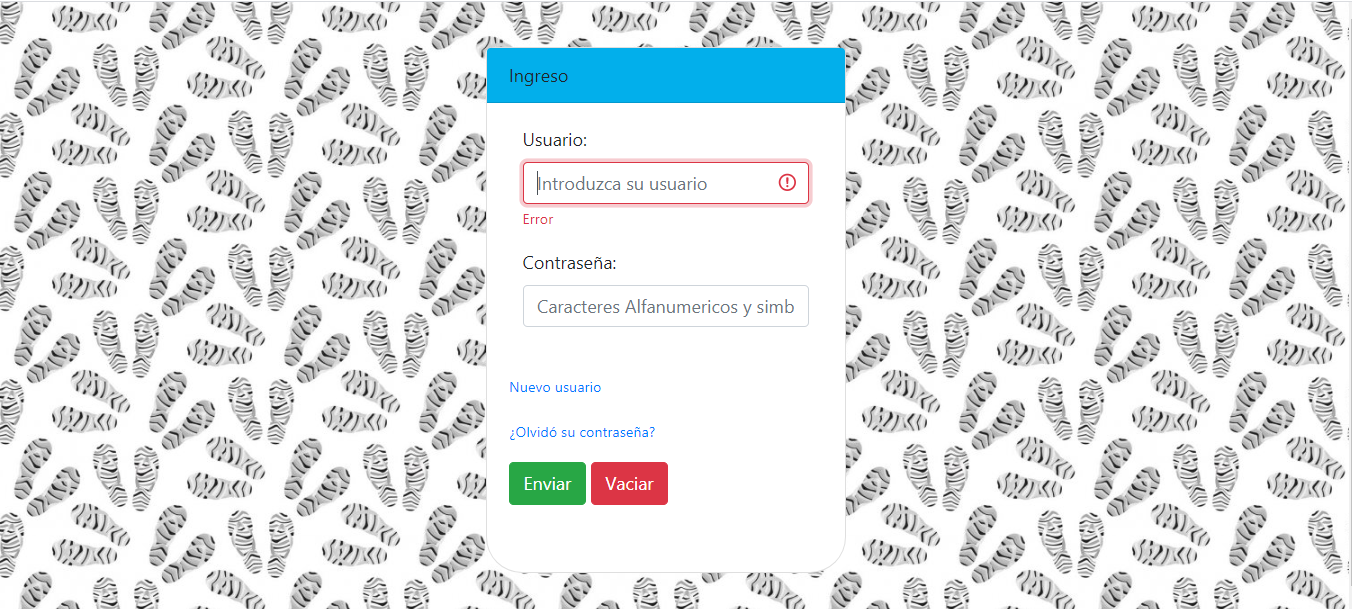 Ingreso
Usuario:
Introduzca su usuario
Error
Contraseña:
Caracteres Alfanumericos y simb
Nuevo usuario
¿Olvidó su contraseña?
Enviar Vaciar